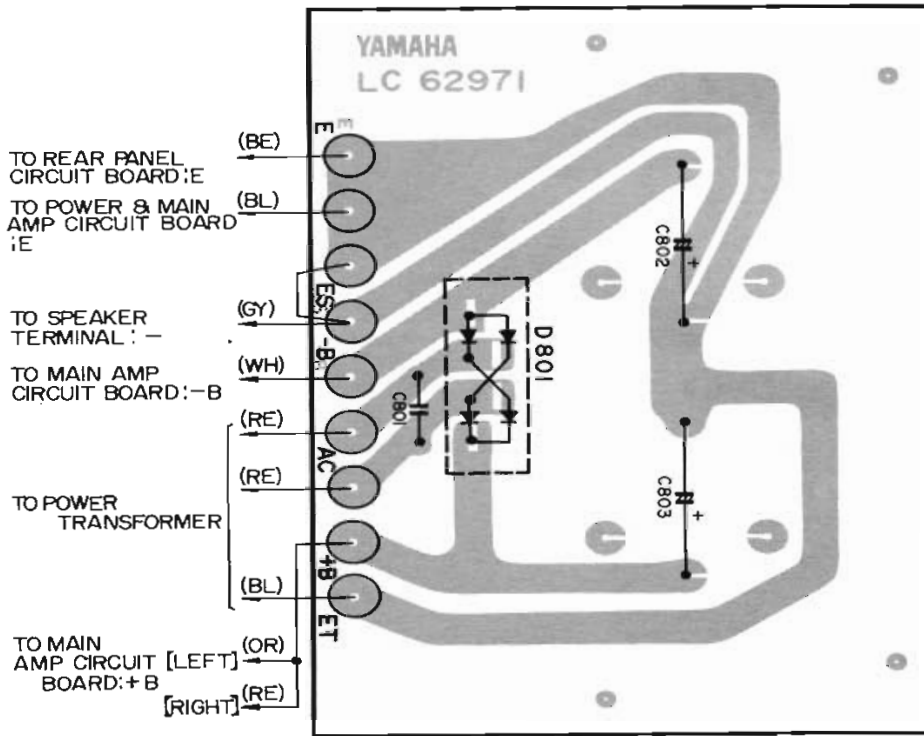 YAMAHA
LC 62971
E
E
(BE)
TO REAR PANEL
CIRCUIT BOARD:E
(BL)
TO POWER & MAIN
AMP CIRCUIT BOARD
:E
ES
(GY)
TO SPEAKER
TERMINAL:-
-B
(WH)
TO MAIN AMP
CIRCUIT BOARD:-B
(RE)
AC
(RE)
TO POWER
TRANSFORMER
+B
(BL)
ET
TO MAIN
AMP CIRCUIT [LEFT] (OR)
BOARD:+B
[RIGHT] (RE)
C801
D801
C802
+
C803
+